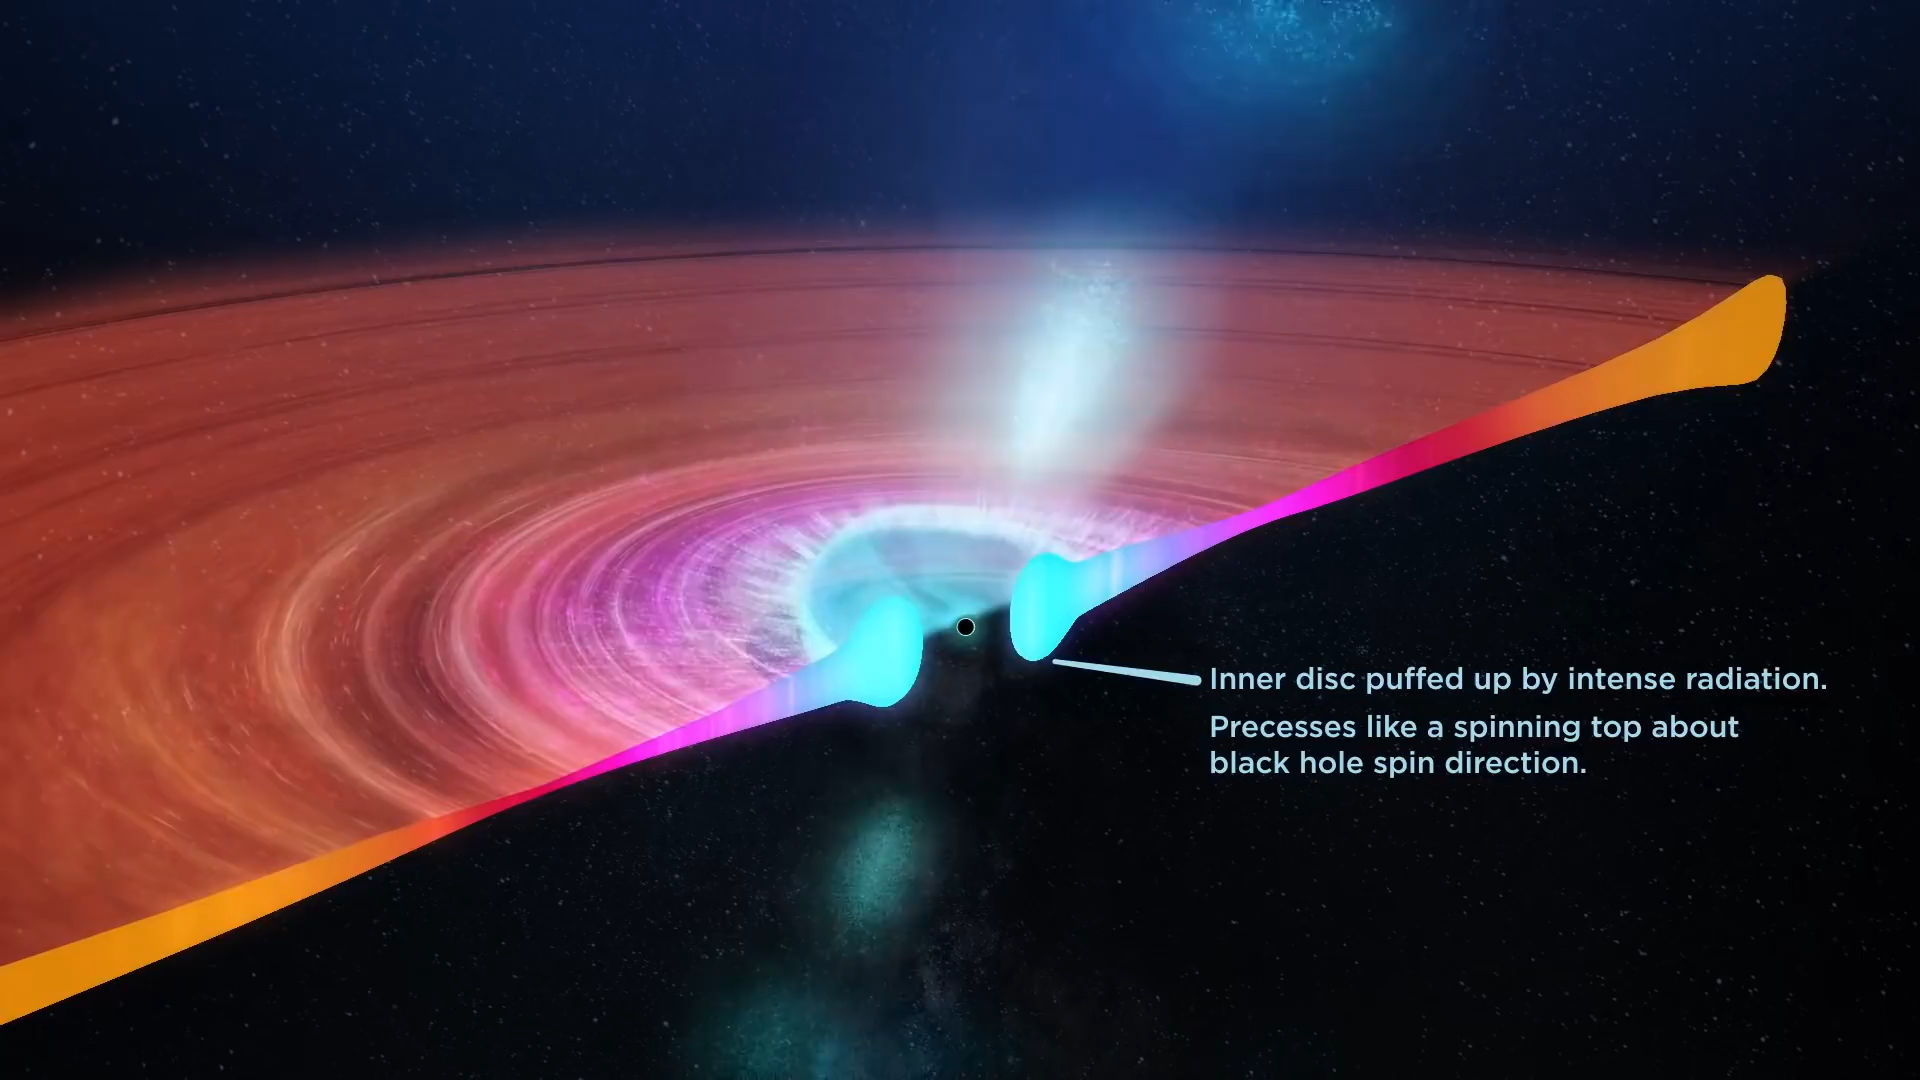 Inner disc puffed up by intense radiation.
Precesses like a spinning top about
black hole spin direction.